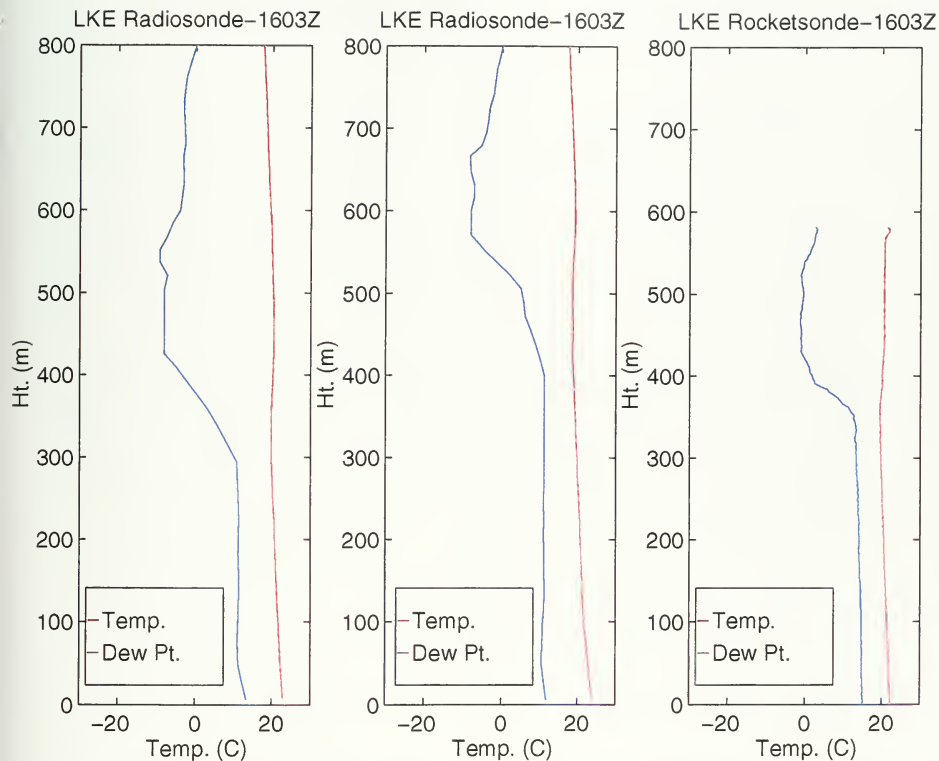 LKE Radiosonde−1603Z
800
700
600
500
400
300
200
100
0
Ht. (m)
Temp.
Dew Pt.
−20
0
20
Temp. (C)
LKE Radiosonde−1603Z
800
700
600
500
400
300
200
100
0
Ht. (m)
Temp.
Dew Pt.
−20
0
20
Temp. (C)
LKE Rocketsonde−1603Z
800
700
600
500
400
300
200
100
0
Ht. (m)
Temp.
Dew Pt.
−20
0
20
Temp. (C)